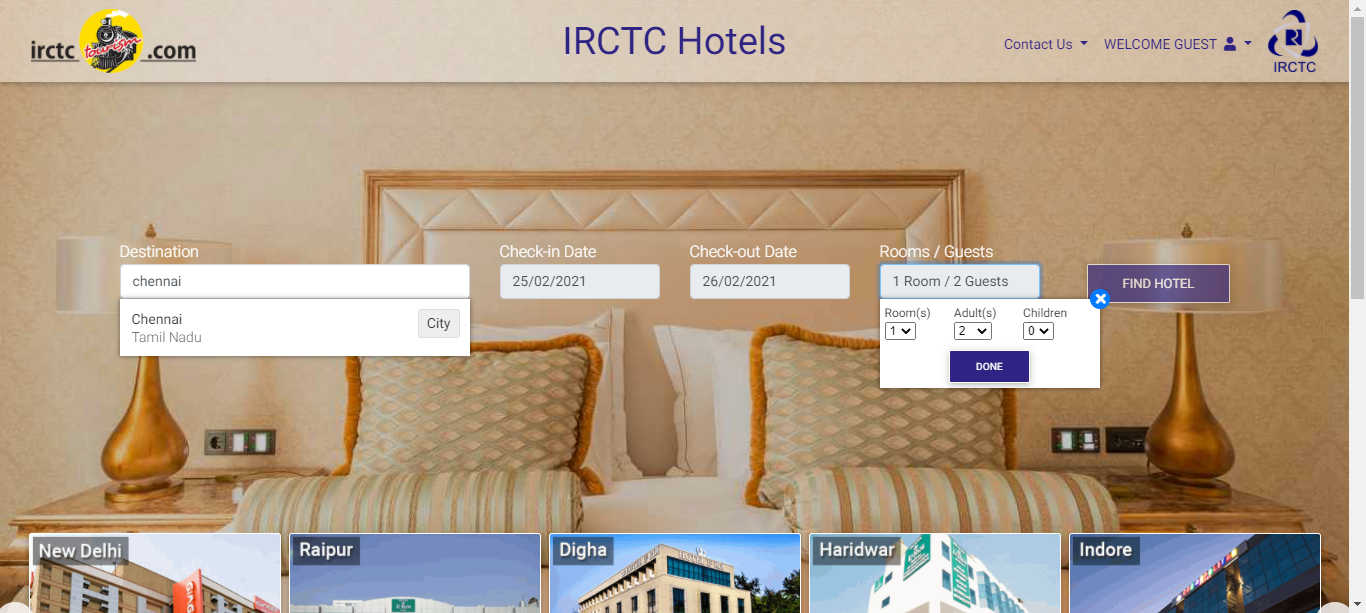 irctc tourism .com
IRCTC Hotels
Contact Us
WELCOME GUEST
IRCTC
Destination
Check-in Date
Check-out Date
Rooms / Guests
chennai
25/02/2021
26/02/2021
1 Room / 2 Guests
FIND HOTEL
Chennai
Tamil Nadu
City
Room(s)
Adult(s)
Children
1
2
0
DONE
New Delhi
Raipur
Digha
Haridwar
Indore